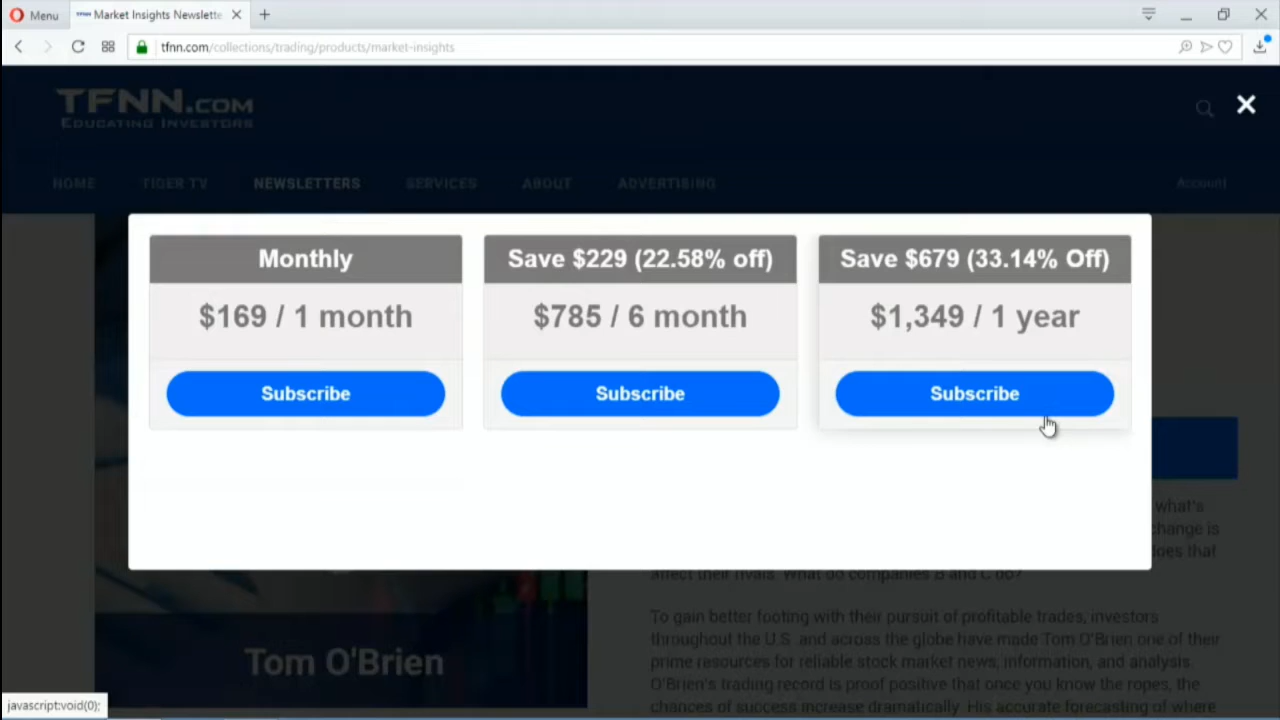 Menu
TFNN Market Insights Newslette
tfnn.com/collections/trading/products/market-insights
TFNN.COM
EDUCATING INVESTORS
HOME TIGER TV NEWSLETTERS SERVICES ABOUT ADVERTISING Account
Monthly
$169 / 1 month
Subscribe
Save $229 (22.58% off)
$785 / 6 month
Subscribe
Save $679 (33.14% Off)
$1,349 / 1 year
Subscribe
what's
change is
does that
affect their rivals. What do companies B and C do?
To gain better footing with their pursuit of profitable trades, investors
throughout the U.S. and across the globe have made Tom O'Brien one of their
prime resources for reliable stock market news, information, and analysis.
O'Brien's trading record is proof positive that once you know the ropes, the
chances of success increase dramatically. His accurate forecasting of where
Tom O'Brien
javascript:void(0);